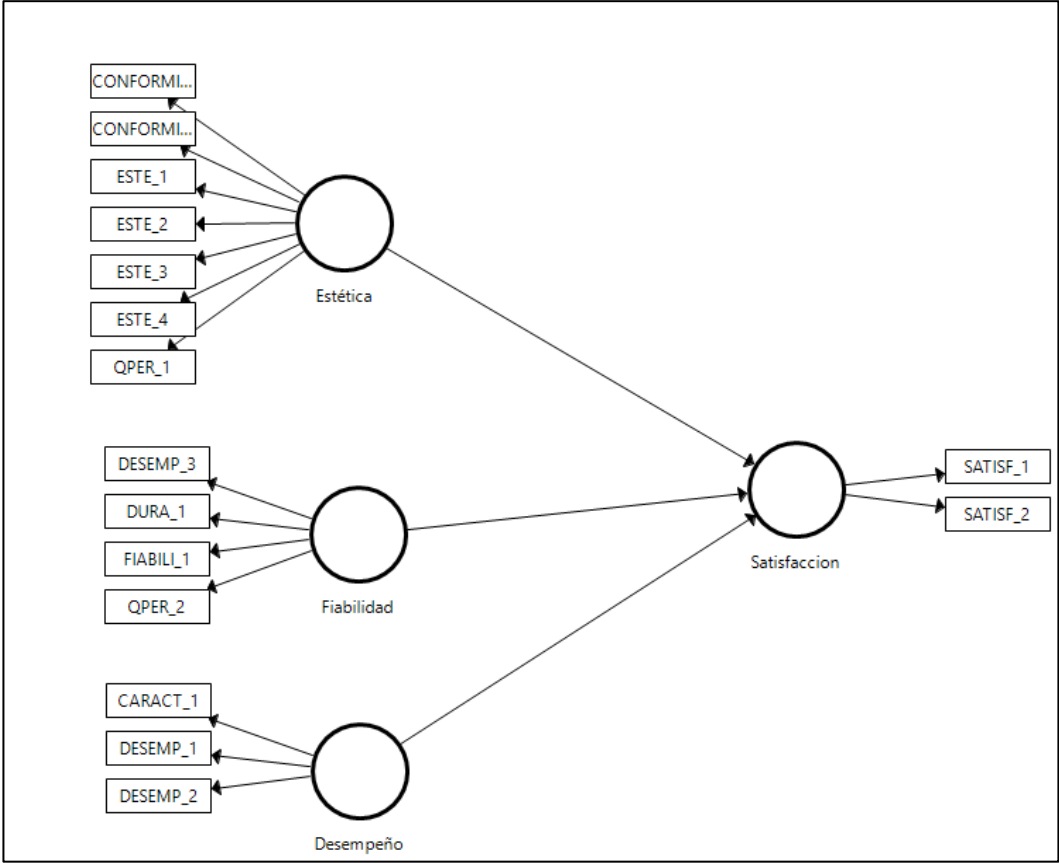 CONFORMI...
CONFORMI...
ESTE_1
ESTE_2
ESTE_3
ESTE_4
QPER_1
Estética
DESEMP_3
DURA_1
FIABILI_1
QPER_2
Fiabilidad
CARACT_1
DESEMP_1
DESEMP_2
Desempeño
SATISF_1
SATISF_2
Satisfaccion